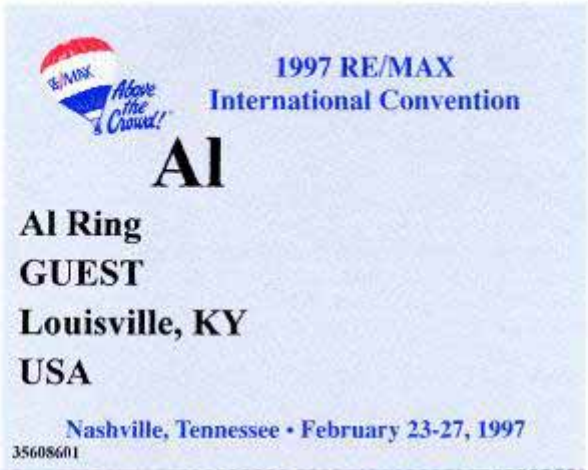 RE/MAX
Above
the
Crowd!
1997 RE/MAX
International Convention
Al
Al Ring
GUEST
Louisville, KY
USA
Nashville, Tennessee • February 23-27, 1997
35608601